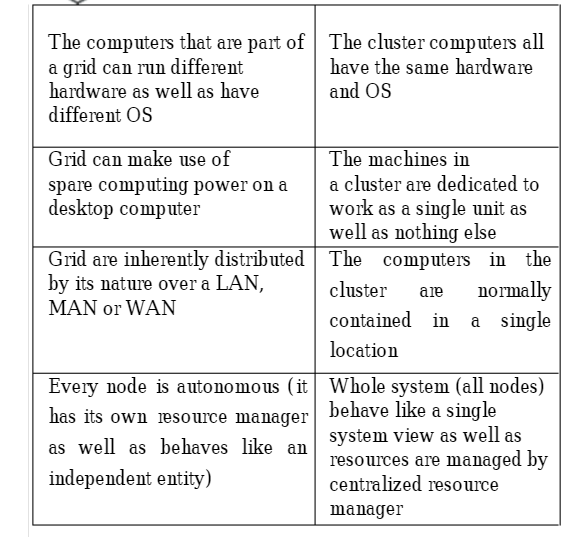 The computers that are part of
a grid can run different
hardware as well as have
different OS
The cluster computers all
have the same hardware
and OS
Grid can make use of
spare computing power on a
desktop computer
The machines in
a cluster are dedicated to
work as a single unit as
well as nothing else
Grid are inherently distributed
by its nature over a LAN,
MAN or WAN
The computers in the
cluster are normally
contained in a single
location
Every node is autonomous (it
has its own resource manager
as well as behaves like an
independent entity)
Whole system (all nodes)
behave like a single
system view as well as
resources are managed by
centralized resource
manager